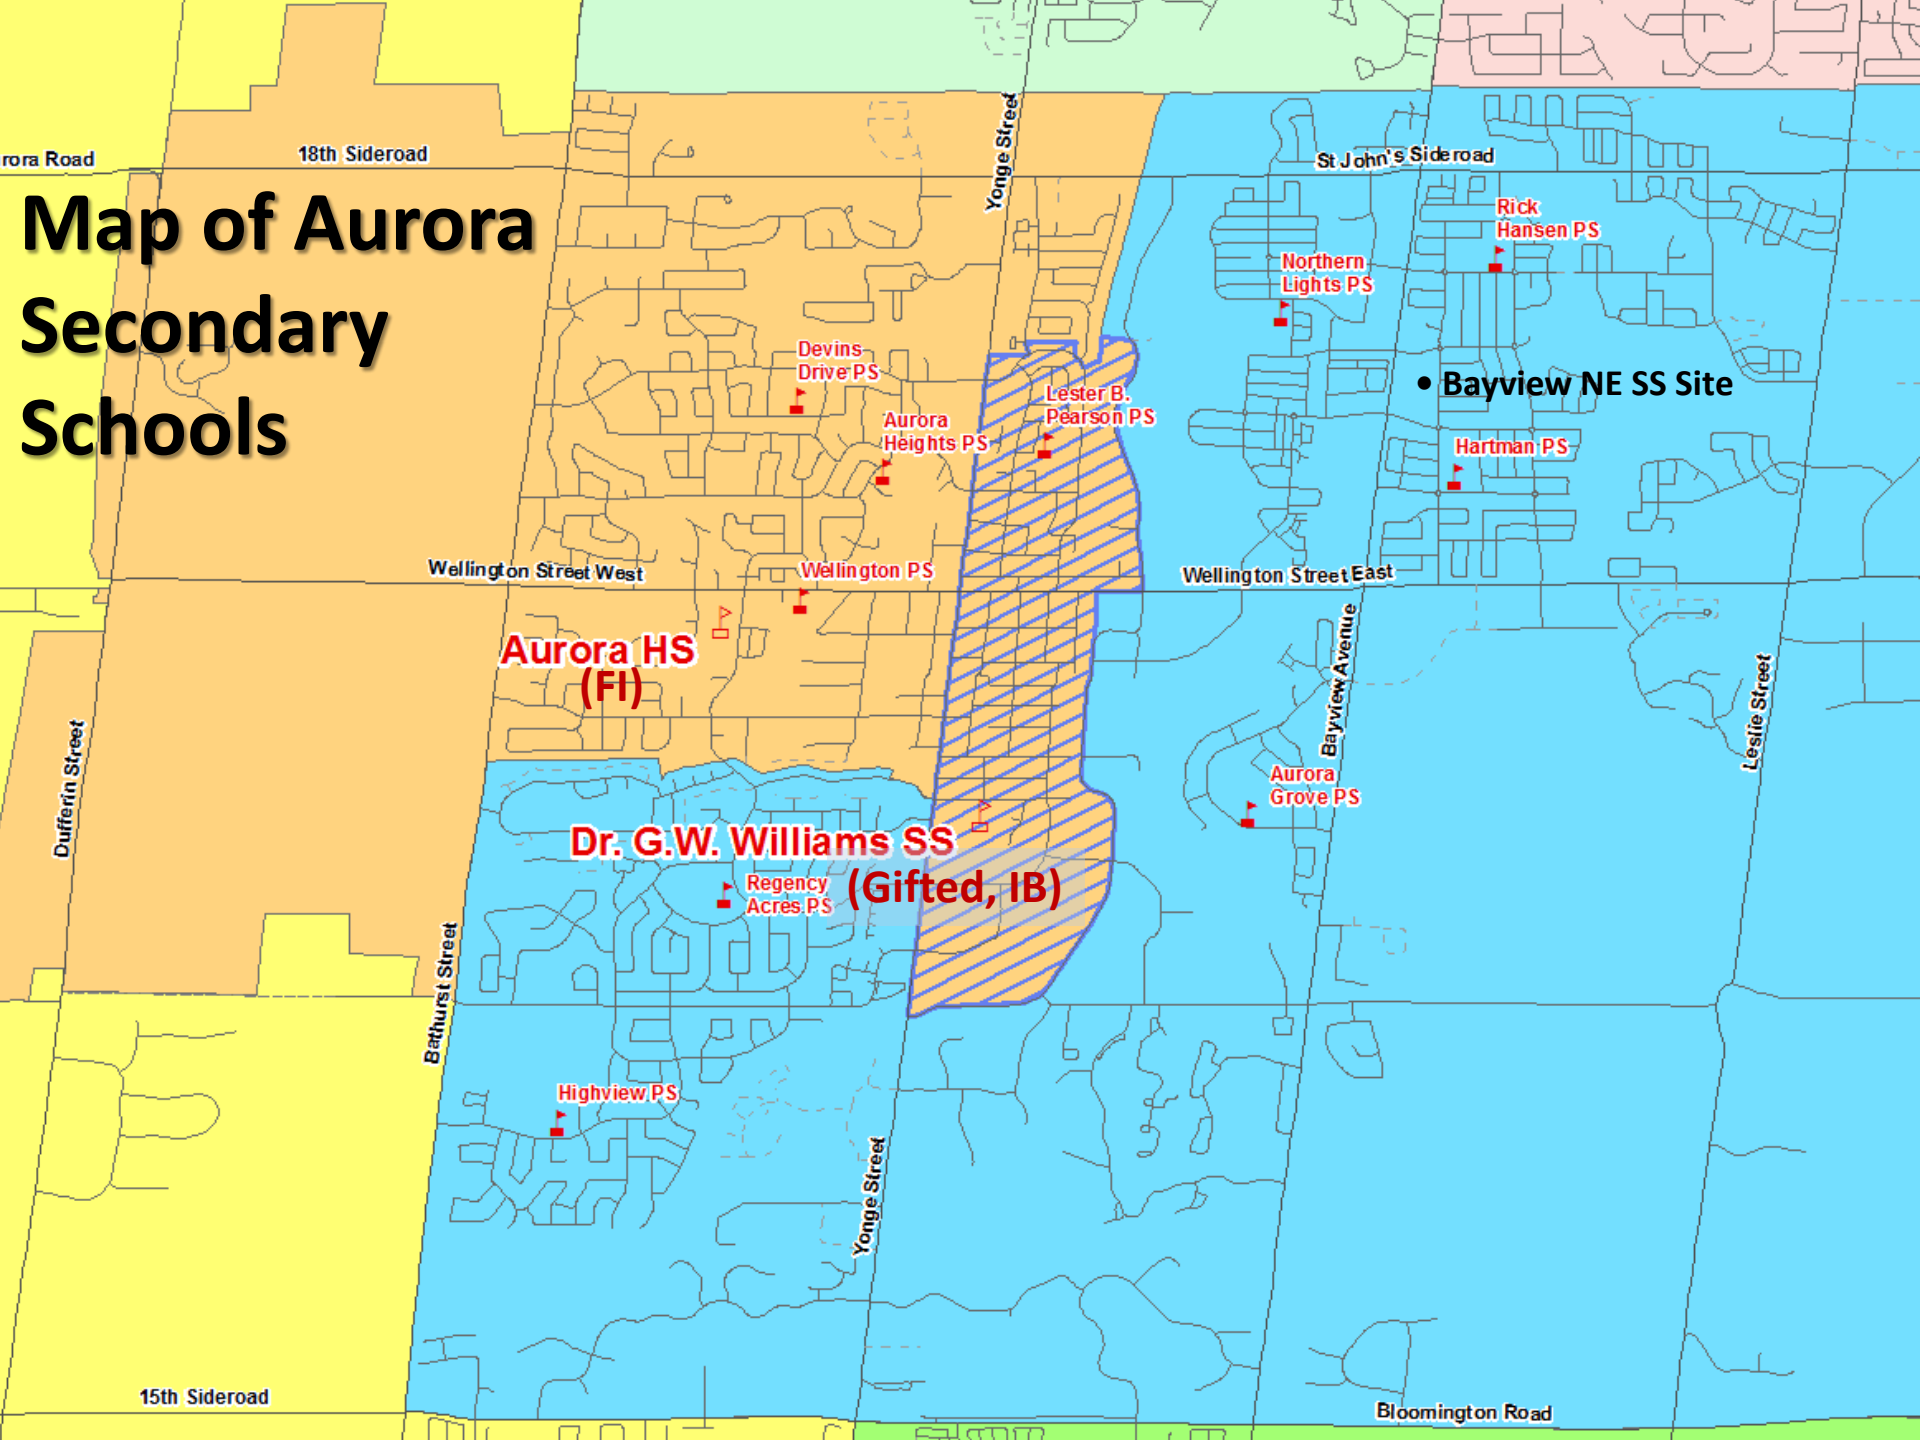 Yonge Street
rora Road
18th Sideroad
St John's Sideroad
Map of Aurora
Secondary
Schools
Rick
Hansen PS
Northern
Lights PS
Devins
Drive PS
Lester B.
Pearson PS
• Bayview NE SS Site
Aurora
Heights PS
Hartman PS
Wellington Street West
Wellington PS
Wellington Street East
Aurora HS
(FI)
Bayview Avenue
Leslie Street
Dufferin Street
Aurora
Grove PS
Dr. G.W. Williams SS
(Gifted, IB)
Regency
Acres PS
Bathurst Street
Highview PS
Yonge Street
15th Sideroad
Bloomington Road